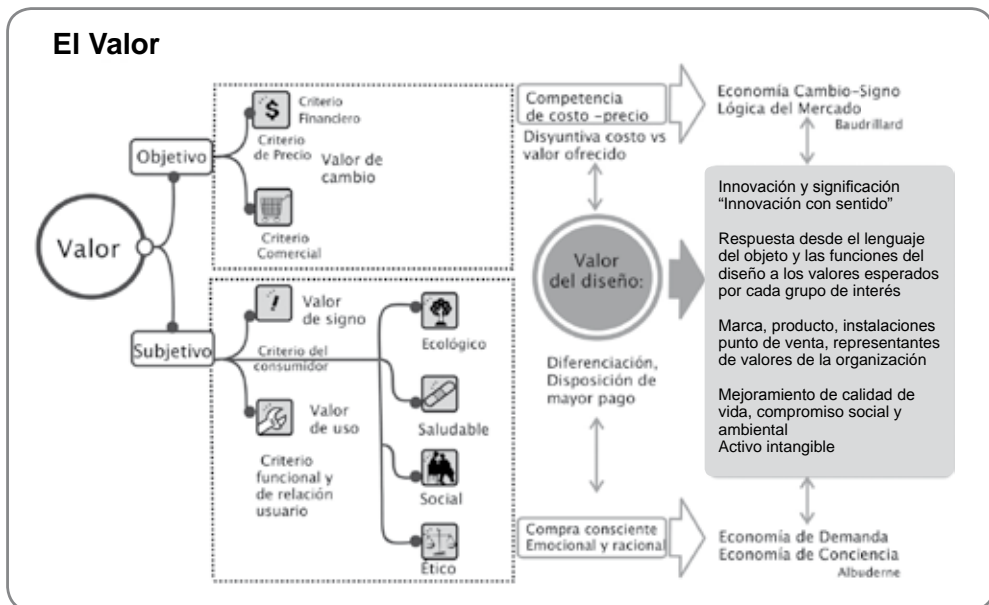 El Valor
Valor
Objetivo
Criterio
Financiero
Criterio
de Precio
Valor de
cambio
Criterio
Comercial
Subjetivo
Valor
de signo
Criterio del
consumidor
Valor
de uso
Criterio
funcional y
de relación
usuario
Ecológico
Saludable
Social
Ético
Competencia
de costo -precio
Disyuntiva costo vs
valor ofrecido
Valor
del diseño:
Diferenciación,
Disposición de
mayor pago
Compra consciente
Emocional y racional
Economía Cambio-Signo
Lógica del Mercado
Baudrillard
Innovación y significación
“Innovación con sentido”
Respuesta desde el lenguaje
del objeto y las funciones del
diseño a los valores esperados
por cada grupo de interés
Marca, producto, instalaciones
punto de venta, representantes
de valores de la organización
Mejoramiento de calidad de
vida, compromiso social y
ambiental
Activo intangible
Economía de Demanda
Economía de Conciencia
Albuderne